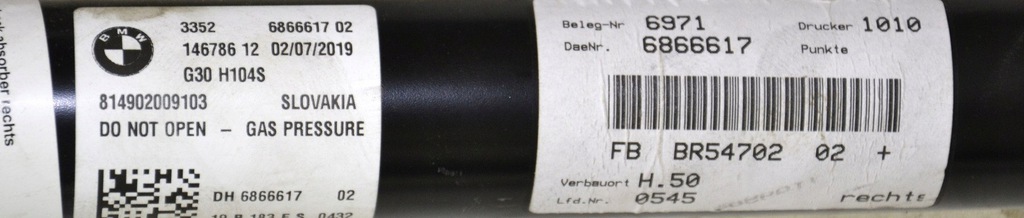 absorber rechts
BMW
3352 6866617 02
146786 12 02/07/2019
G30 H104S
814902009103 SLOVAKIA
DO NOT OPEN – GAS PRESSURE
DH 6866617 02
Beleg-Nr 6971 Drucker 1010
DaeNr. 6866617 Punkte
FB BR54702 02 +
Verbauort H.50
Lfd.Nr. 0545 rechts